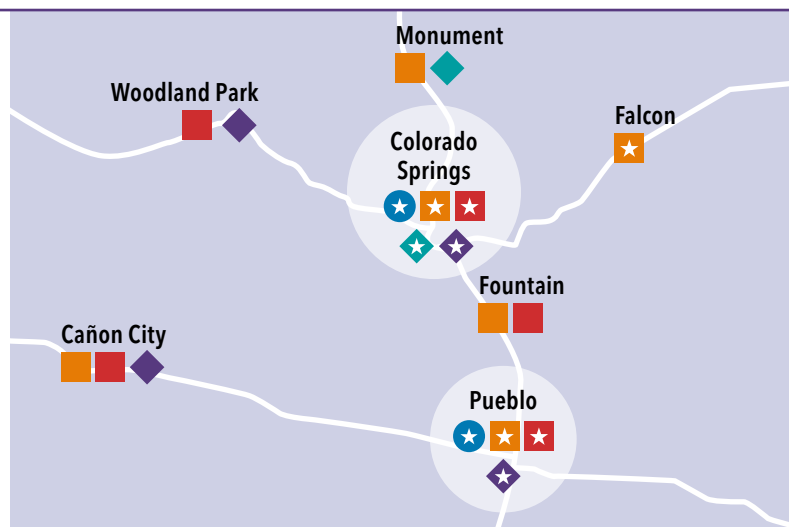 Monument
Woodland Park
Falcon
Colorado
Springs
Fountain
Cañon City
Pueblo